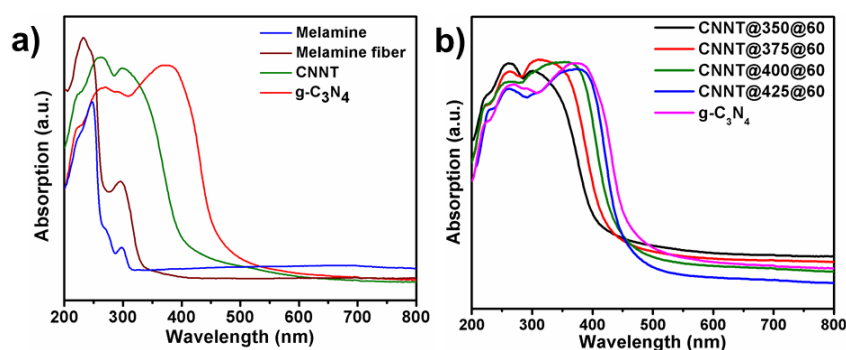 a)
Melamine
Melamine fiber
CNNT
g-C₃N₄
Absorption (a.u.)
200 300 400 500 600 700 800
Wavelength (nm)
b)
CNNT@350@60
CNNT@375@60
CNNT@400@60
CNNT@425@60
g-C₃N₄
Absorption (a.u.)
200 300 400 500 600 700 800
Wavelength (nm)